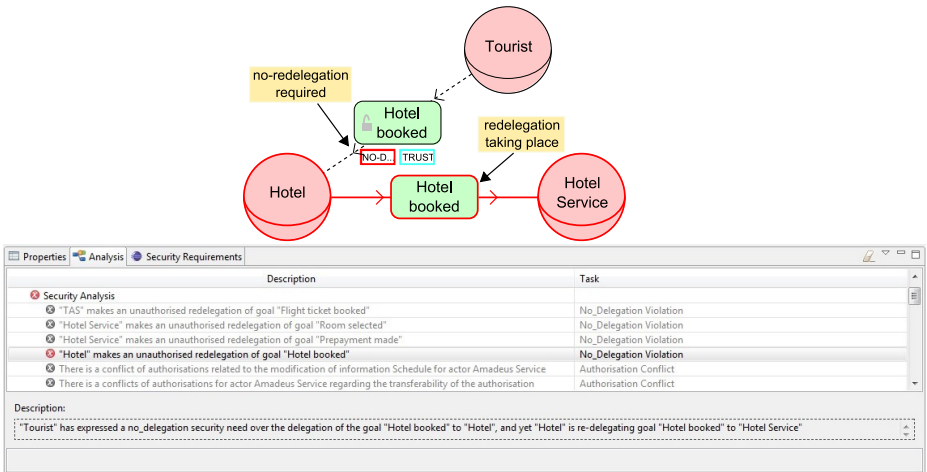 Tourist
no-redelegation
required
Hotel
booked
redelegation
taking place
NO-D... TRUST
Hotel
Hotel
booked
Hotel
Service
Properties Analysis Security Requirements
Description Task
Security Analysis
"TAS" makes an unauthorised redelegation of goal "Flight ticket booked" No_Delegation Violation
"Hotel Service" makes an unauthorised redelegation of goal "Room selected" No_Delegation Violation
"Hotel Service" makes an unauthorised redelegation of goal "Prepayment made" No_Delegation Violation
"Hotel" makes an unauthorised redelegation of goal "Hotel booked" No_Delegation Violation
There is a conflict of authorisations related to the modification of information Schedule for actor Amadeus Service Authorisation Conflict
There is a conflicts of authorisations for actor Amadeus Service regarding the transferability of the authorisation Authorisation Conflict
Description:
"Tourist" has expressed a no_delegation security need over the delegation of the goal "Hotel booked" to "Hotel", and yet "Hotel" is re-delegating goal "Hotel booked" to "Hotel Service"